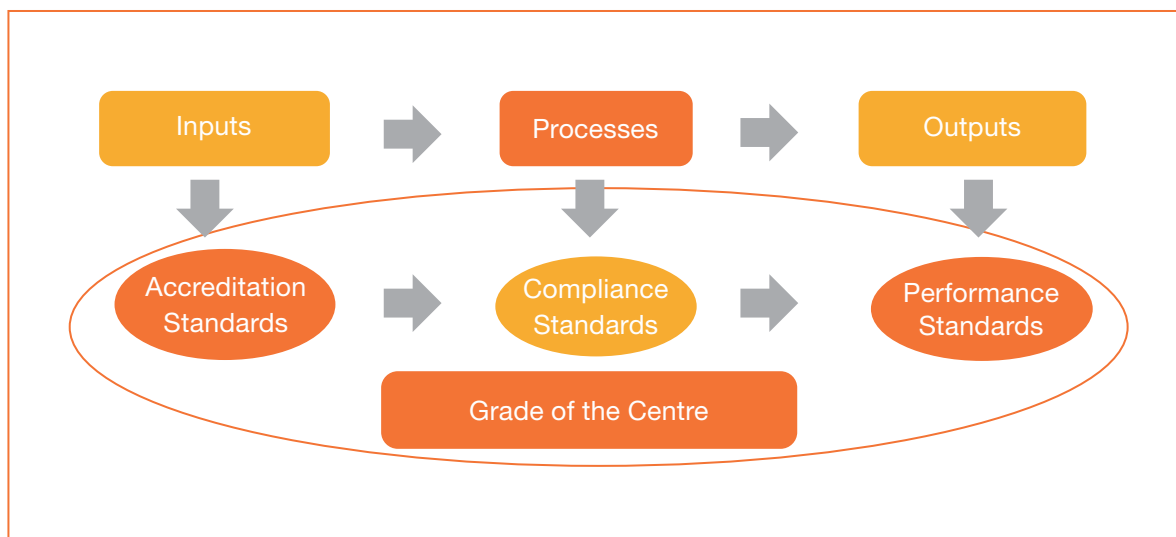 Inputs
Processes
Outputs
Accreditation
Standards
Compliance
Standards
Performance
Standards
Grade of the Centre